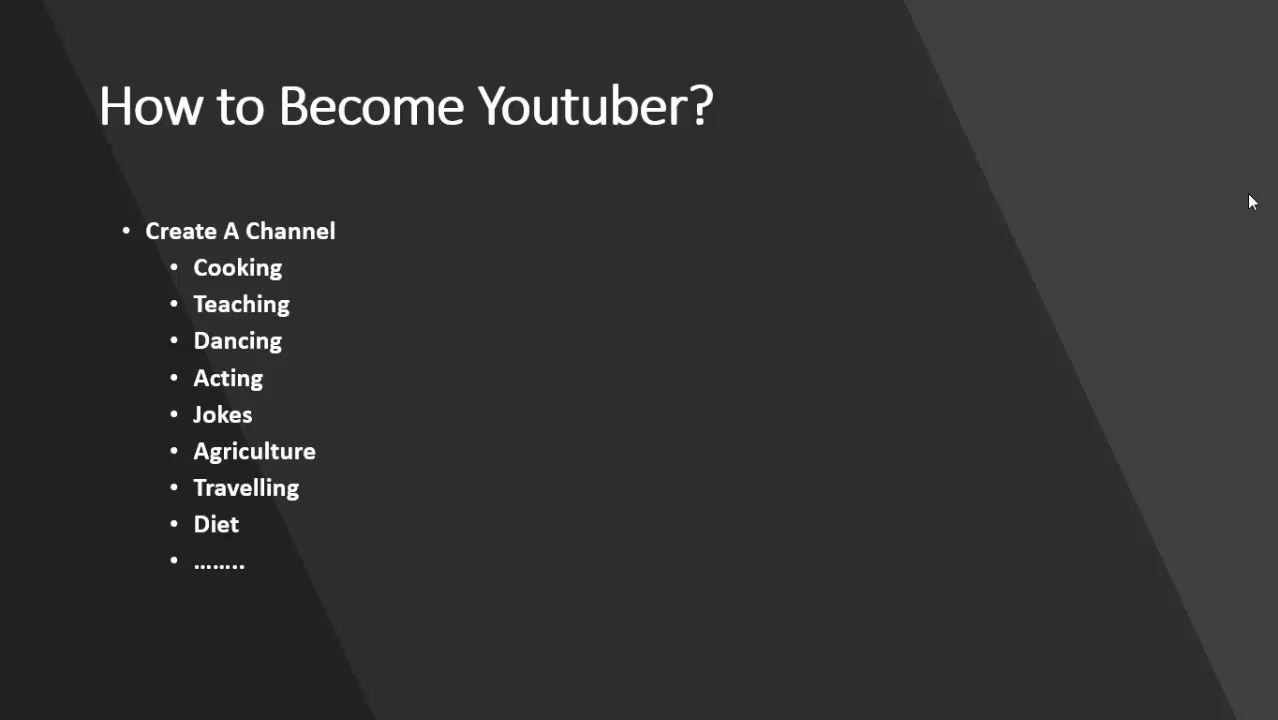 How to Become Youtuber?
• Create A Channel
• Cooking
• Teaching
• Dancing
• Acting
• Jokes
• Agriculture
• Travelling
• Diet
• ........